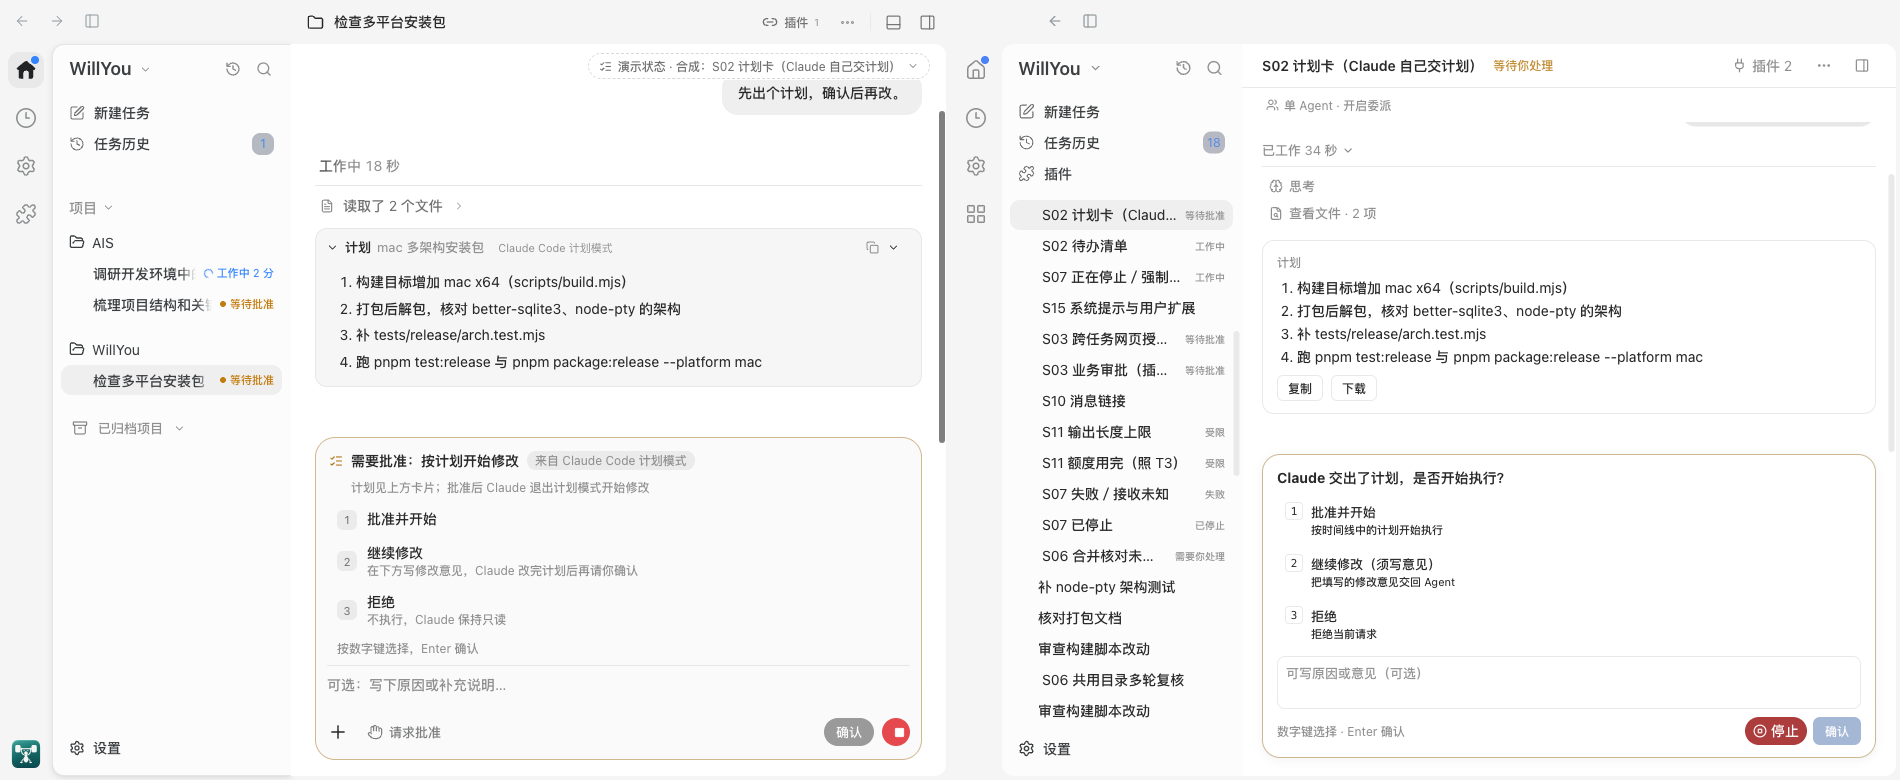 检查多平台安装包
插件 1
WillYou
新建任务
任务历史 1
项目
AIS
调研开发环境中 工作中 2 分
梳理项目结构和关 等待批准
WillYou
检查多平台安装包 等待批准
已归档项目
设置
演示状态 · 合成：S02 计划卡（Claude 自己交计划）
先出个计划，确认后再改。
工作中 18 秒
读取了 2 个文件
计划 mac 多架构安装包 Claude Code 计划模式
1. 构建目标增加 mac x64（scripts/build.mjs）
2. 打包后解包，核对 better-sqlite3、node-pty 的架构
3. 补 tests/release/arch.test.mjs
4. 跑 pnpm test:release 与 pnpm package:release --platform mac
需要批准：按计划开始修改 来自 Claude Code 计划模式
计划见上方卡片；批准后 Claude 退出计划模式开始修改
1 批准并开始
2 继续修改
在下方写修改意见，Claude 改完计划后再请你确认
3 拒绝
不执行，Claude 保持只读
按数字键选择，Enter 确认
可选：写下原因或补充说明...
请求批准
确认
WillYou
新建任务
任务历史 18
插件
S02 计划卡（Claud... 等待批准
S02 待办清单 工作中
S07 正在停止 / 强制... 工作中
S15 系统提示与用户扩展
S03 跨任务网页授... 等待批准
S03 业务审批（插... 等待批准
S10 消息链接
S11 输出长度上限 受限
S11 额度用完（照 T3） 受限
S07 失败 / 接收未知 失败
S07 已停止 已停止
S06 合并核对未... 需要你处理
补 node-pty 架构测试
核对打包文档
审查构建脚本改动
S06 共用目录多轮复核
审查构建脚本改动
设置
S02 计划卡（Claude 自己交计划） 等待你处理
插件 2
单 Agent · 开启委派
已工作 34 秒
思考
查看文件 · 2 项
计划
1. 构建目标增加 mac x64（scripts/build.mjs）
2. 打包后解包，核对 better-sqlite3、node-pty 的架构
3. 补 tests/release/arch.test.mjs
4. 跑 pnpm test:release 与 pnpm package:release --platform mac
复制 下载
Claude 交出了计划，是否开始执行？
1 批准并开始
按时间线中的计划开始执行
2 继续修改（须写意见）
把填写的修改意见交回 Agent
3 拒绝
拒绝当前请求
可写原因或意见（可选）
数字键选择 · Enter 确认
停止 确认